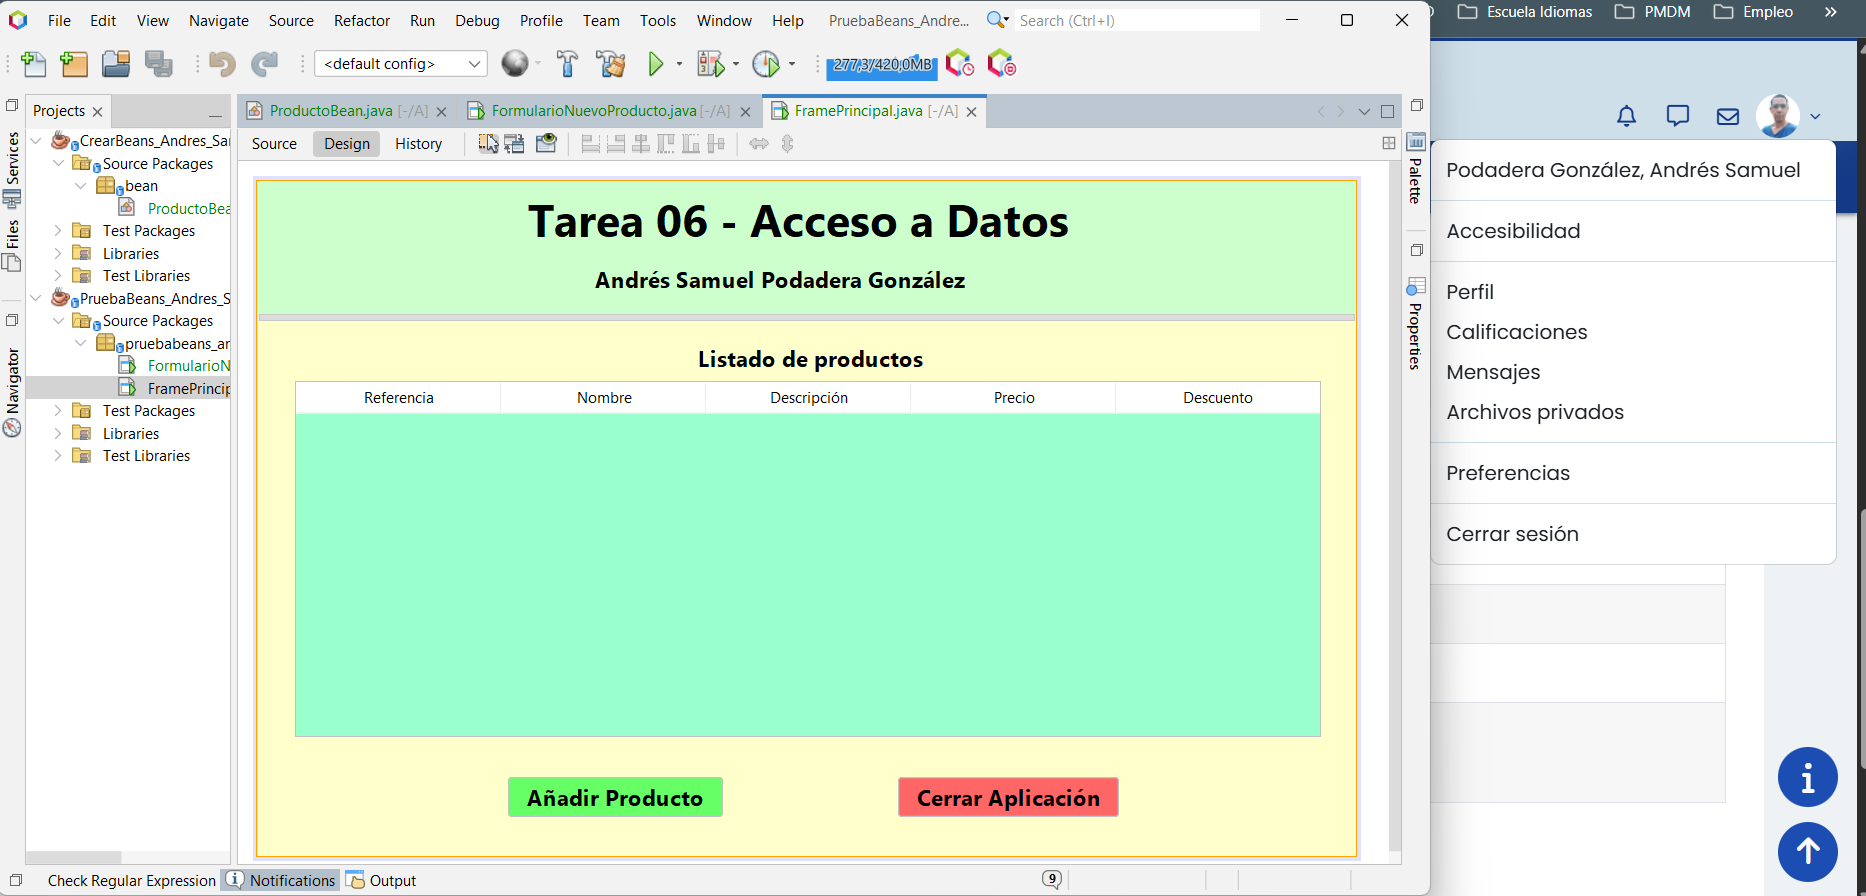 File Edit View Navigate Source Refactor Run Debug Profile Team Tools Window Help PruebaBeans_Andre... Search (Ctrl+I)
Escuela Idiomas PMDM Empleo »
<default config> 277,3/420,0MB
Projects
ProductoBean.java [-/A] FormularioNuevoProducto.java [-/A] FramePrincipal.java [-/A]
Source Design History
Services
Files
Navigator
CrearBeans_Andres_Sa
Source Packages
bean
ProductoBea
Test Packages
Libraries
Test Libraries
PruebaBeans_Andres_S
Source Packages
pruebabeans_an
FormularioN
FramePrincip
Test Packages
Libraries
Test Libraries
Tarea 06 - Acceso a Datos
Andrés Samuel Podadera González
Listado de productos
Referencia Nombre Descripción Precio Descuento
Añadir Producto Cerrar Aplicación
Palette
Properties
Podadera González, Andrés Samuel
Accesibilidad
Perfil
Calificaciones
Mensajes
Archivos privados
Preferencias
Cerrar sesión
Check Regular Expression Notifications Output 9